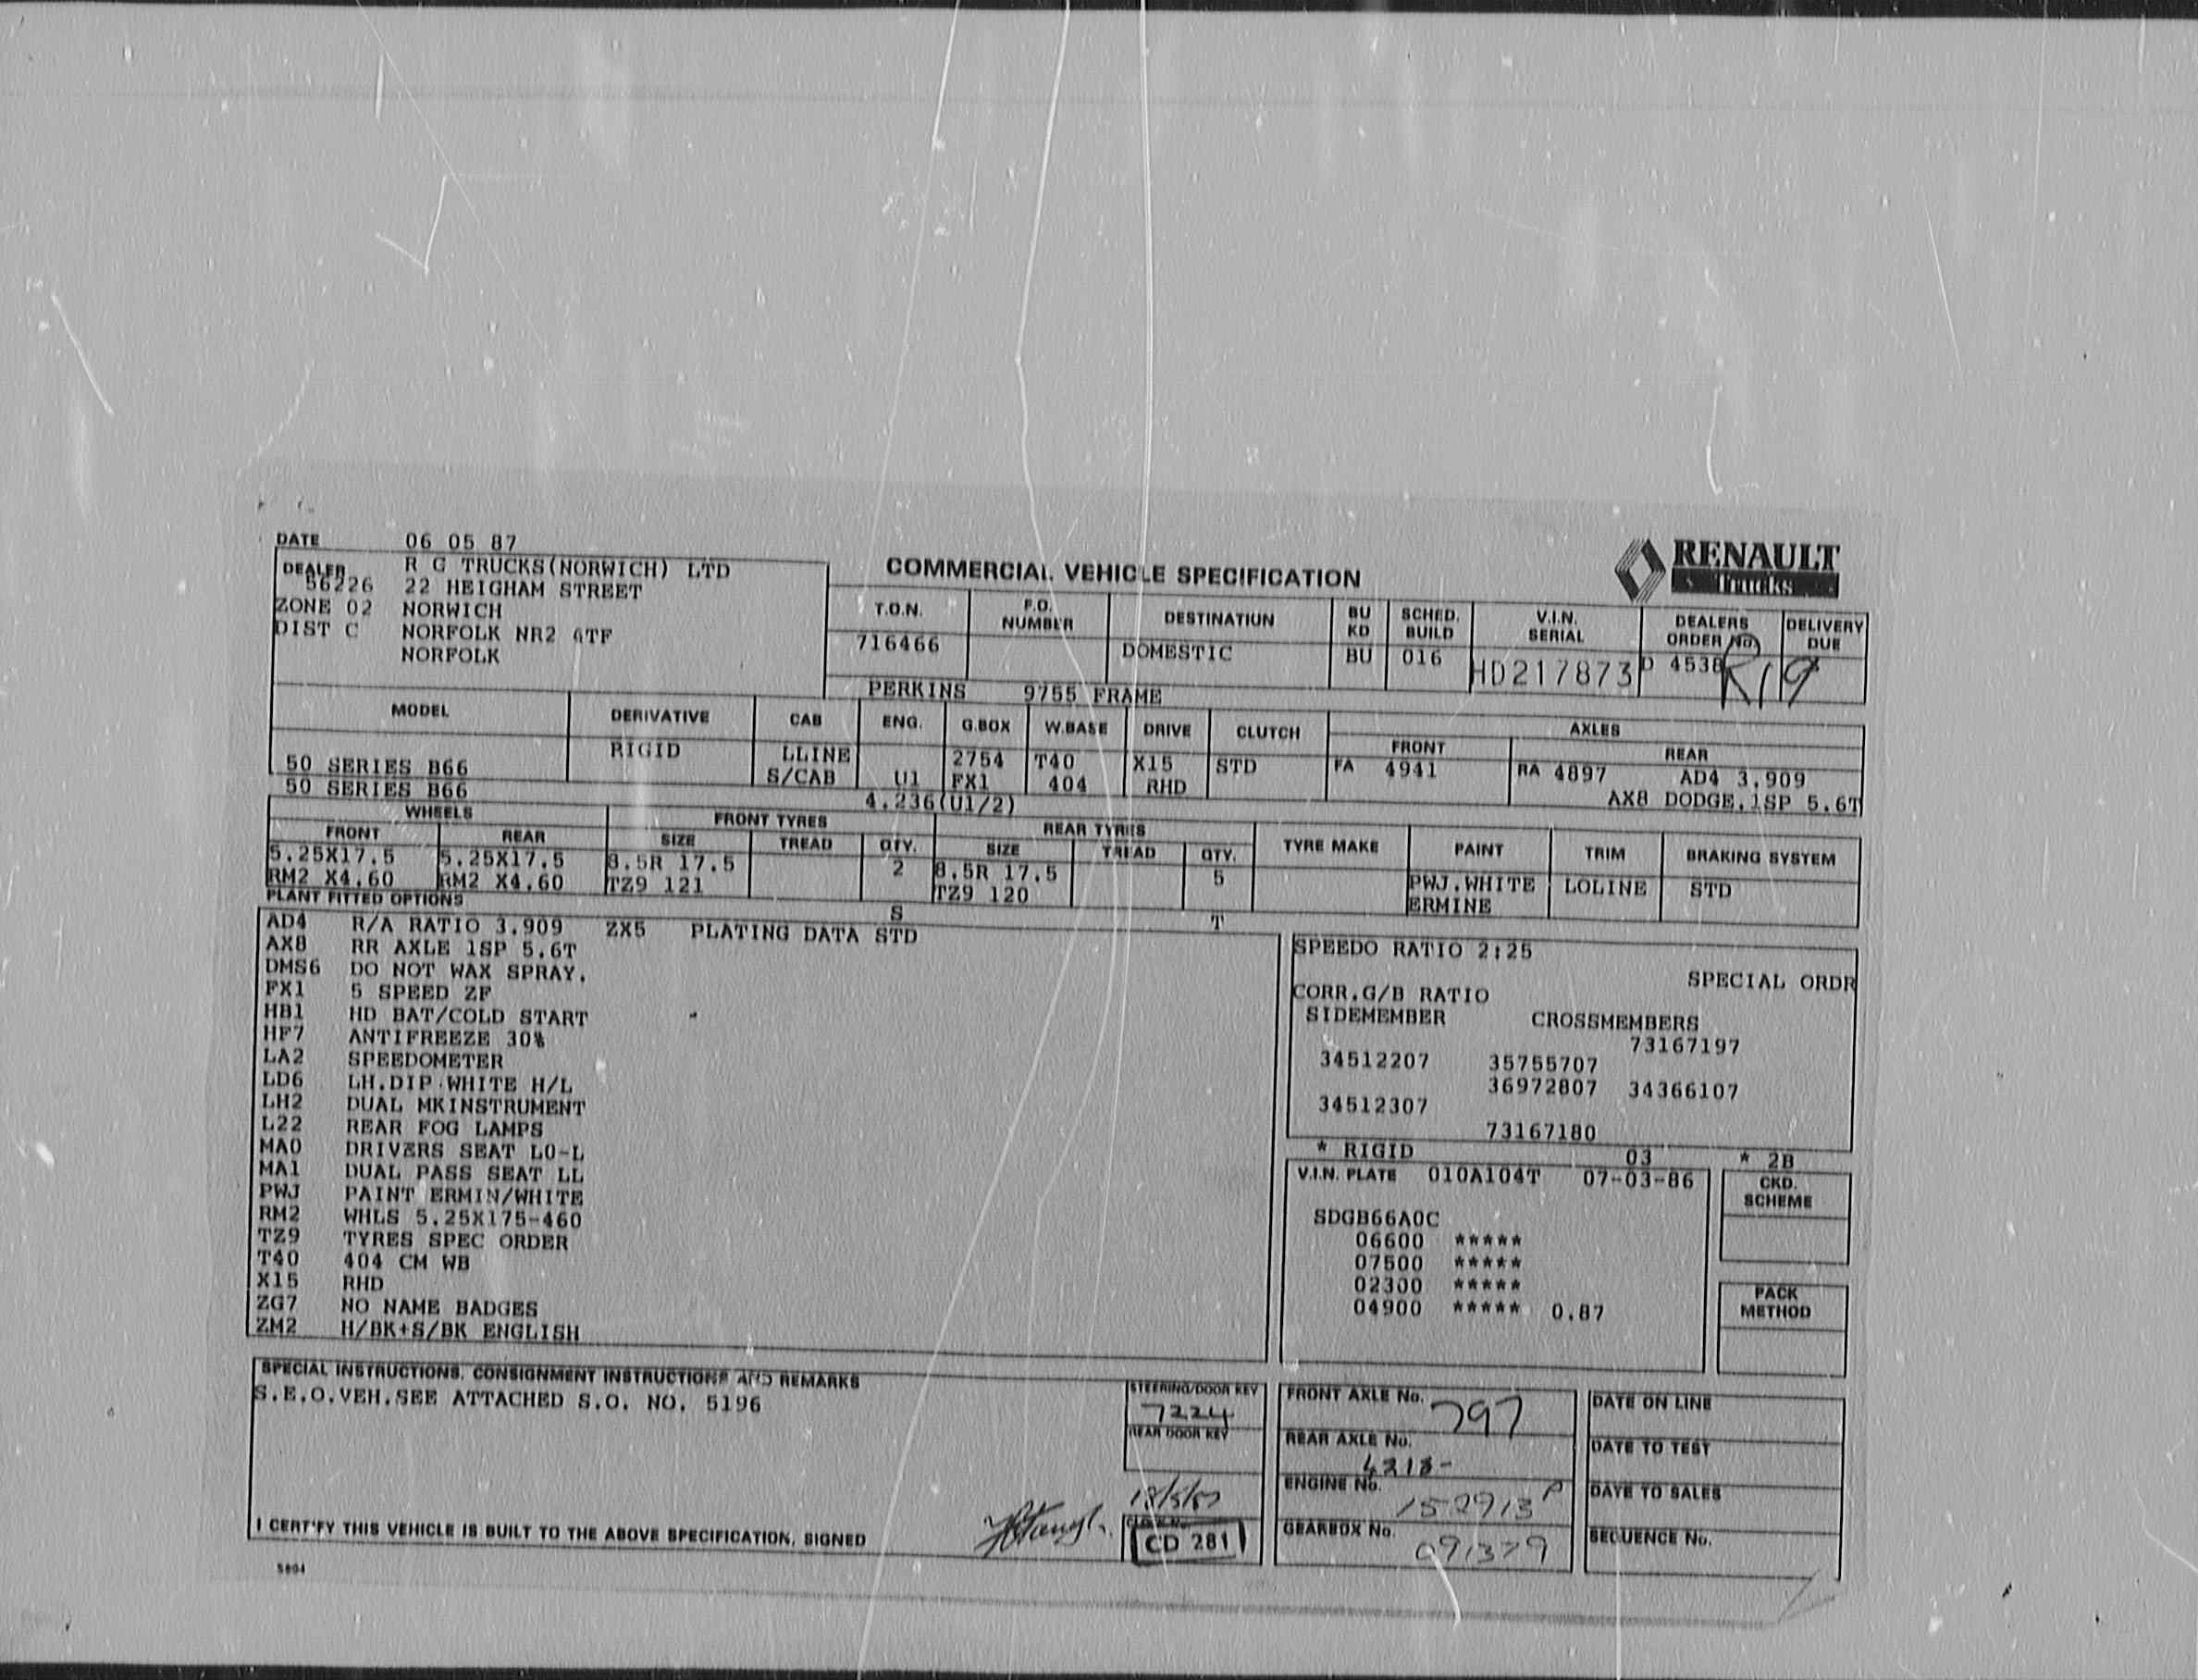 DATE 06 05 87
DEALER R G TRUCKS(NORWICH) LTD
56226 22 HEIGHAM STREET
ZONE 02 NORWICH
DIST C NORFOLK NR2 4TF
NORFOLK
COMMERCIAL VEHICLE SPECIFICATION
RENAULT
Trucks
T.O.N. F.O. NUMBER DESTINATION BU KD SCHED. BUILD V.I.N. SERIAL DEALERS ORDER No. DELIVERY DUE
716466 DOMESTIC BU 016 HD217873 D 4538 R19
PERKINS 9755 FRAME
MODEL DERIVATIVE CAB ENG. G.BOX W.BASE DRIVE CLUTCH AXLES
FRONT REAR
RIGID LLINE 2754 T40 X15 STD FA 4941 RA 4897 AD4 3.909
50 SERIES B66 S/CAB U1 FX1 404 RHD AX8 DODGE.1SP 5.6T
50 SERIES B66 4.236(U1/2)
WHEELS FRONT TYRES REAR TYRES
FRONT REAR SIZE TREAD QTY. SIZE TREAD QTY. TYRE MAKE PAINT TRIM BRAKING SYSTEM
5.25X17.5 5.25X17.5 8.5R 17.5 2 8.5R 17.5 5 PWJ.WHITE LOLINE STD
RM2 X4.60 RM2 X4.60 TZ9 121 TZ9 120 ERMINE
PLANT FITTED OPTIONS S T
AD4 R/A RATIO 3.909 ZX5 PLATING DATA STD
AX8 RR AXLE 1SP 5.6T
DMS6 DO NOT WAX SPRAY.
FX1 5 SPEED ZF
HB1 HD BAT/COLD START
HF7 ANTIFREEZE 30%
LA2 SPEEDOMETER
LD6 LH.DIP.WHITE H/L
LH2 DUAL MKINSTRUMENT
L22 REAR FOG LAMPS
MA0 DRIVERS SEAT LO-L
MA1 DUAL PASS SEAT LL
PWJ PAINT ERMIN/WHITE
RM2 WHLS 5.25X175-460
TZ9 TYRES SPEC ORDER
T40 404 CM WB
X15 RHD
ZG7 NO NAME BADGES
ZM2 H/BK+S/BK ENGLISH
SPEEDO RATIO 2:25
SPECIAL ORDR
CORR.G/B RATIO
SIDEMEMBER CROSSMEMBERS
73167197
34512207 35755707
36972807 34366107
34512307
73167180
* RIGID 03 * 2B
V.I.N. PLATE 010A104T 07-03-86
CKD. SCHEME
SDGB66A0C
06600 *****
07500 *****
02300 *****
04900 ***** 0.87
PACK METHOD
SPECIAL INSTRUCTIONS, CONSIGNMENT INSTRUCTIONS AND REMARKS
S.E.O.VEH.SEE ATTACHED S.O. NO. 5196
STEERING/DOOR KEY
7224
REAR DOOR KEY
18/5/87
CD 281
FRONT AXLE No. 797
REAR AXLE No.
4218-
ENGINE No. 152913 P
GEARBOX No. 091379
DATE ON LINE
DATE TO TEST
DATE TO SALES
SEQUENCE No.
I CERTIFY THIS VEHICLE IS BUILT TO THE ABOVE SPECIFICATION, SIGNED
5804